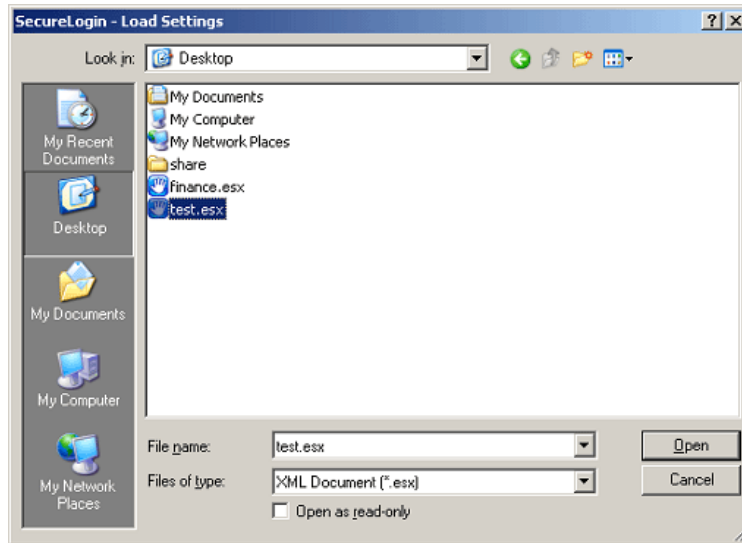 SecureLogin - Load Settings
Look in:
Desktop
My Recent
Documents
Desktop
My Documents
My Computer
My Network
Places
My Documents
My Computer
My Network Places
share
finance.esx
test.esx
File name:
test.esx
Open
Files of type:
XML Document (*.esx)
Cancel
Open as read-only